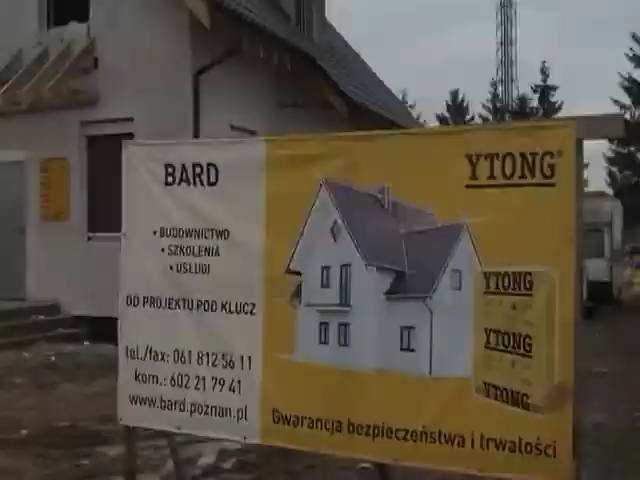 BARD
• BUDOWNICTWO
• SZKOLENIA
• USŁUGI
OD PROJEKTU POD KLUCZ
tel./fax: 061 812 56 11
kom.: 602 21 79 41
www.bard.poznan.pl
YTONG®
YTONG
YTONG
YTONG
Gwarancja bezpieczeństwa i trwałości